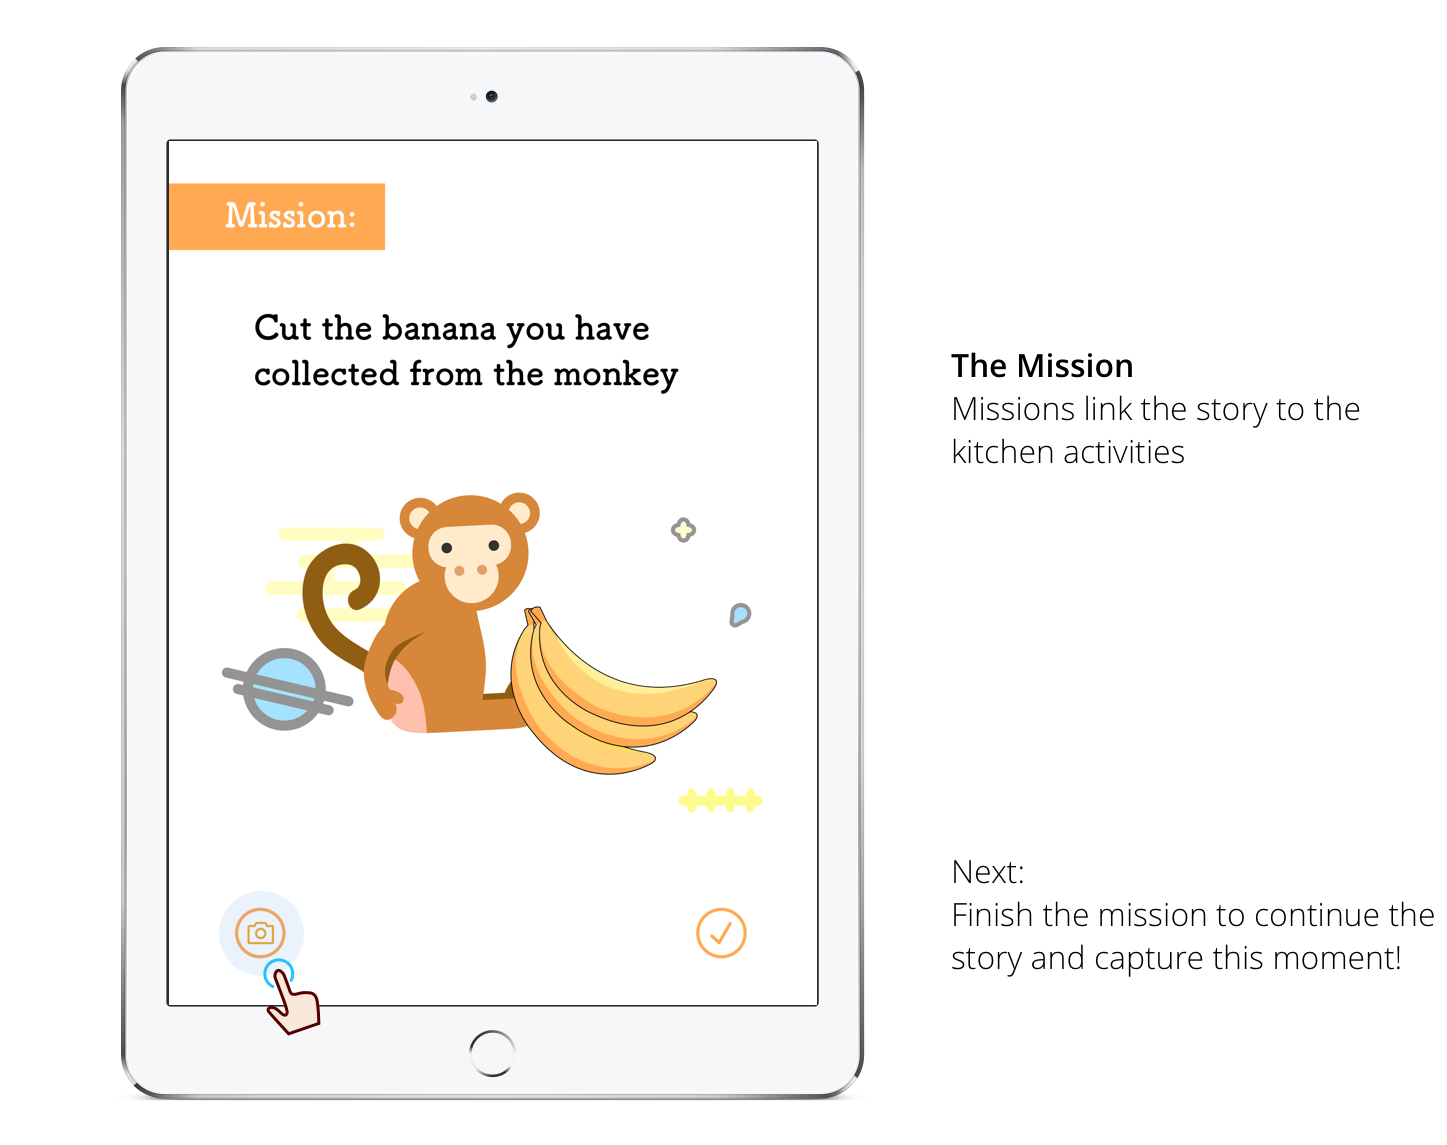 Mission:
Cut the banana you have
collected from the monkey
The Mission
Missions link the story to the
kitchen activities
Next:
Finish the mission to continue the
story and capture this moment!